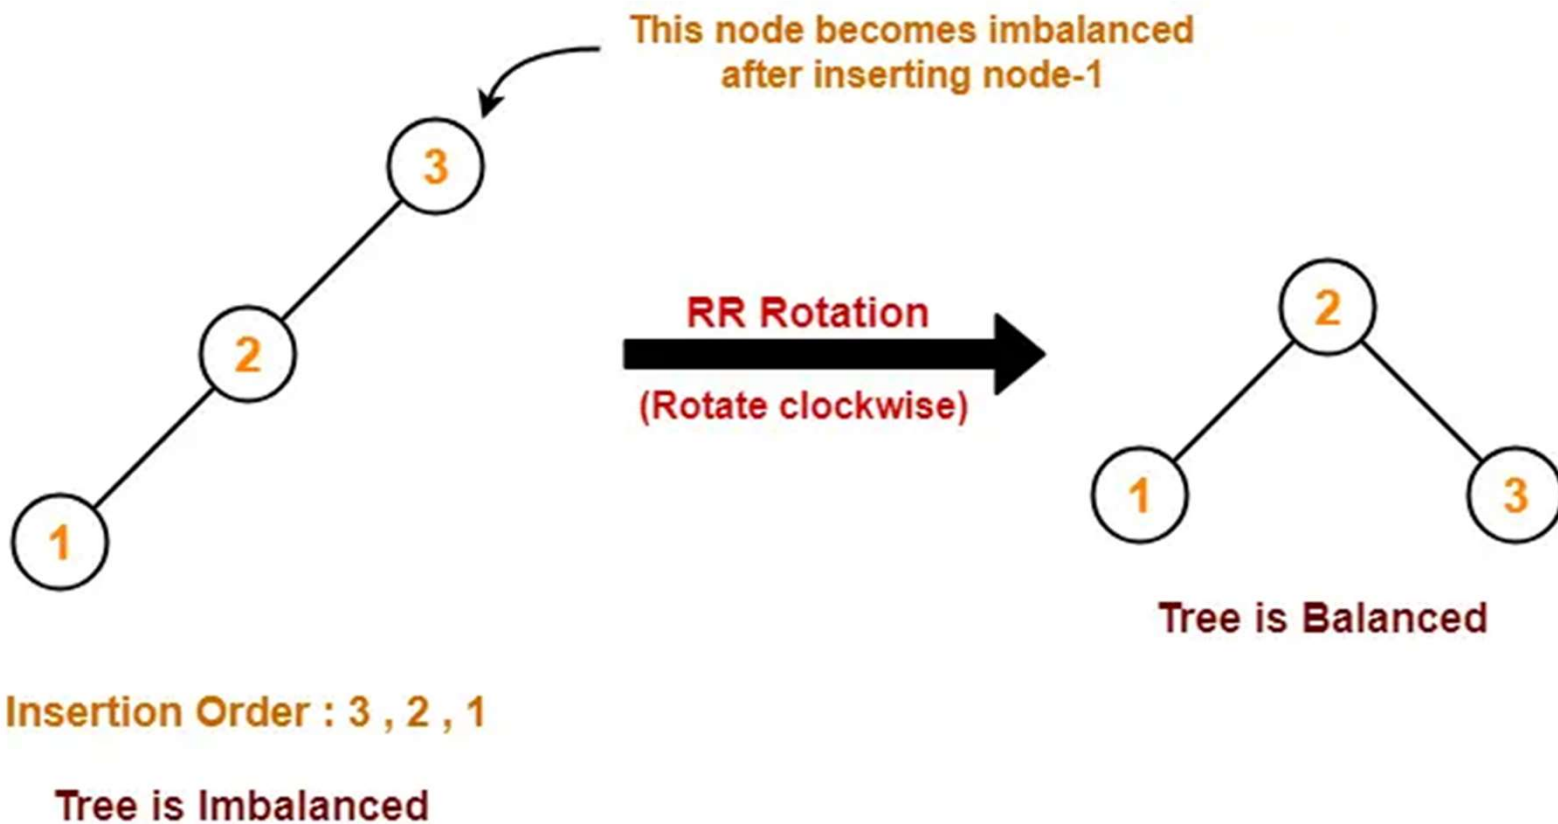 This node becomes imbalanced
after inserting node-1
3
2
1
RR Rotation
(Rotate clockwise)
2
1
3
Tree is Balanced
Insertion Order : 3 , 2 , 1
Tree is Imbalanced